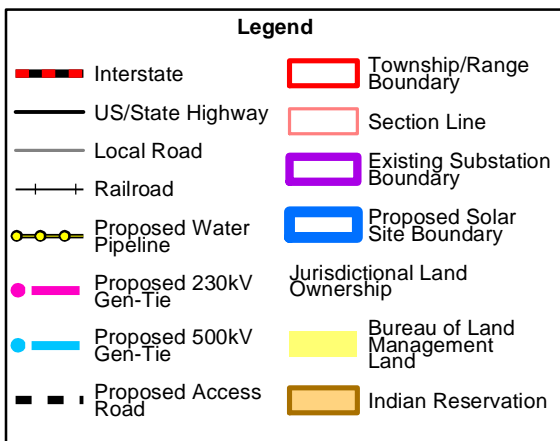 Legend
Interstate
US/State Highway
Local Road
Railroad
Proposed Water
Pipeline
Proposed 230kV
Gen-Tie
Proposed 500kV
Gen-Tie
Proposed Access
Road
Township/Range
Boundary
Section Line
Existing Substation
Boundary
Proposed Solar
Site Boundary
Jurisdictional Land
Ownership
Bureau of Land
Management
Land
Indian Reservation